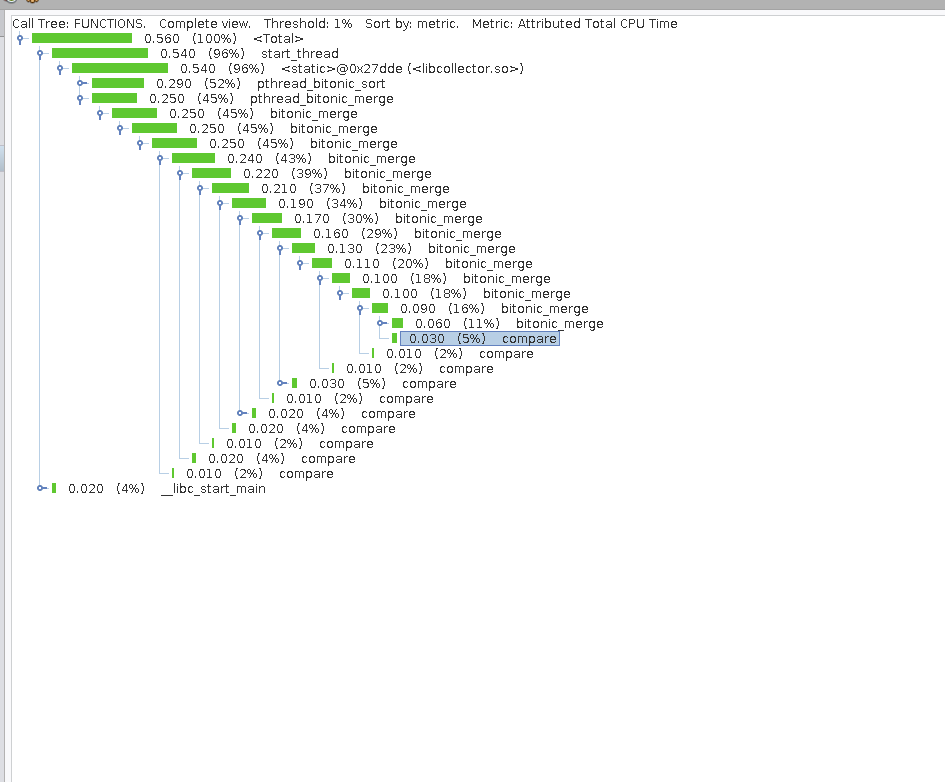 Call Tree: FUNCTIONS. Complete view. Threshold: 1% Sort by: metric. Metric: Attributed Total CPU Time
0.560 (100%) <Total>
0.540 (96%) start_thread
0.540 (96%) <static>@0x27dde (<libcollector.so>)
0.290 (52%) pthread_bitonic_sort
0.250 (45%) pthread_bitonic_merge
0.250 (45%) bitonic_merge
0.250 (45%) bitonic_merge
0.250 (45%) bitonic_merge
0.240 (43%) bitonic_merge
0.220 (39%) bitonic_merge
0.210 (37%) bitonic_merge
0.190 (34%) bitonic_merge
0.170 (30%) bitonic_merge
0.160 (29%) bitonic_merge
0.130 (23%) bitonic_merge
0.110 (20%) bitonic_merge
0.100 (18%) bitonic_merge
0.100 (18%) bitonic_merge
0.090 (16%) bitonic_merge
0.060 (11%) bitonic_merge
0.030 (5%) compare
0.010 (2%) compare
0.010 (2%) compare
0.030 (5%) compare
0.010 (2%) compare
0.020 (4%) compare
0.020 (4%) compare
0.010 (2%) compare
0.020 (4%) compare
0.010 (2%) compare
0.020 (4%) __libc_start_main